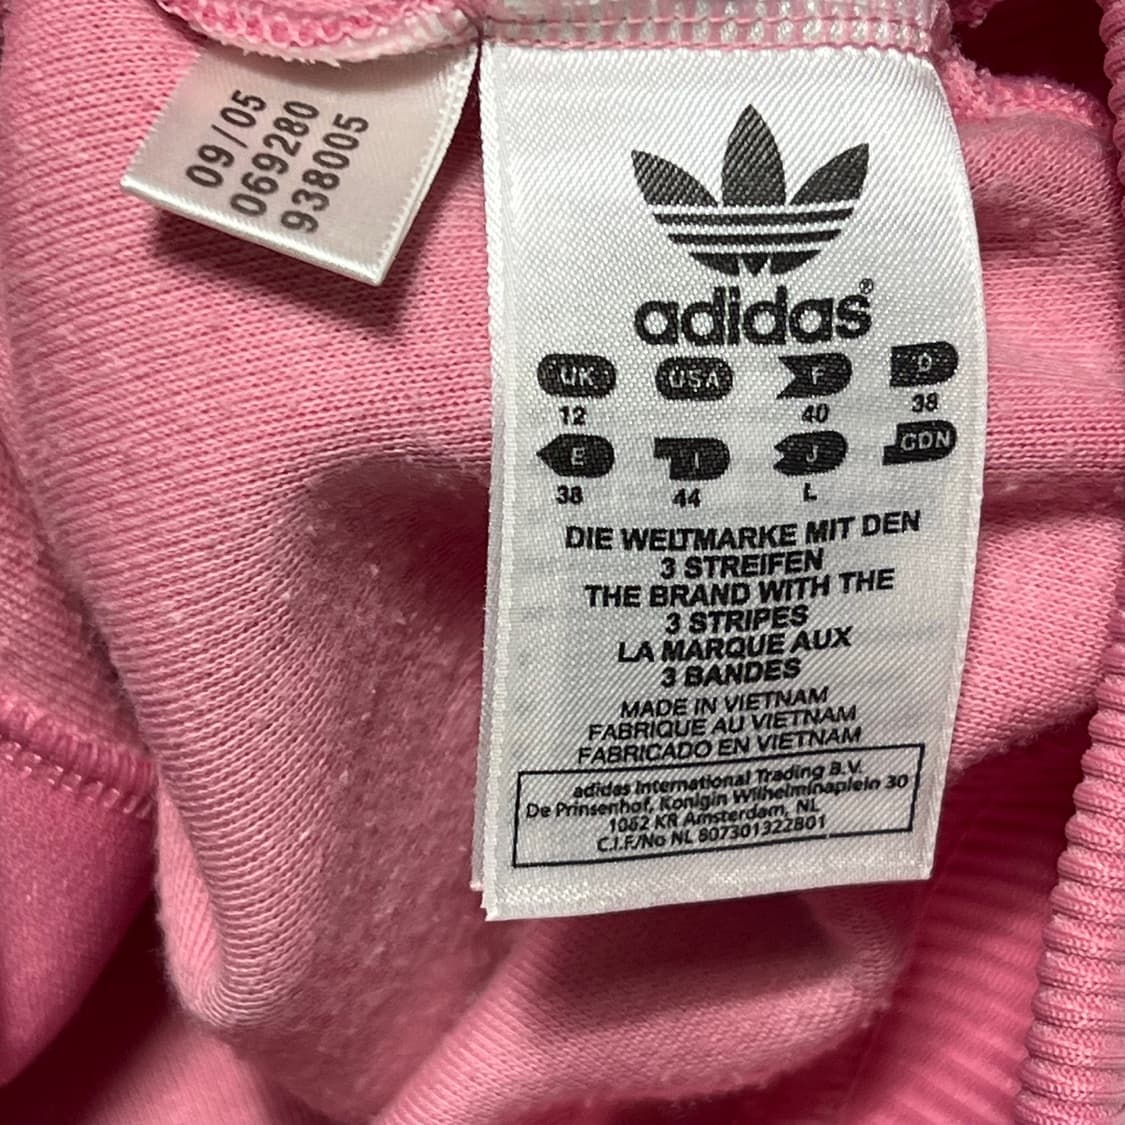 09/05
069280
938005
adidas®
UK USA F D
12 40 38
E I J CDN
38 44 L
DIE WELTMARKE MIT DEN
3 STREIFEN
THE BRAND WITH THE
3 STRIPES
LA MARQUE AUX
3 BANDES
MADE IN VIETNAM
FABRIQUE AU VIETNAM
FABRICADO EN VIETNAM
adidas International Trading B.V.
De Prinsenhof, Konigin Wilhelminaplein 30
1062 KR Amsterdam, NL
C.I.F./No NL 807301322B01